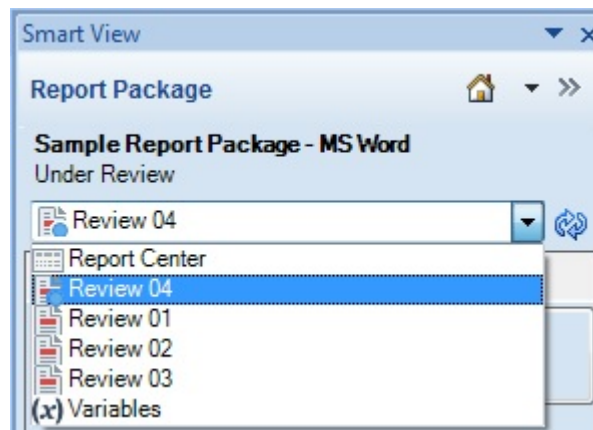 Smart View
Report Package
Sample Report Package - MS Word
Under Review
Review 04
Report Center
Review 04
Review 01
Review 02
Review 03
(x) Variables